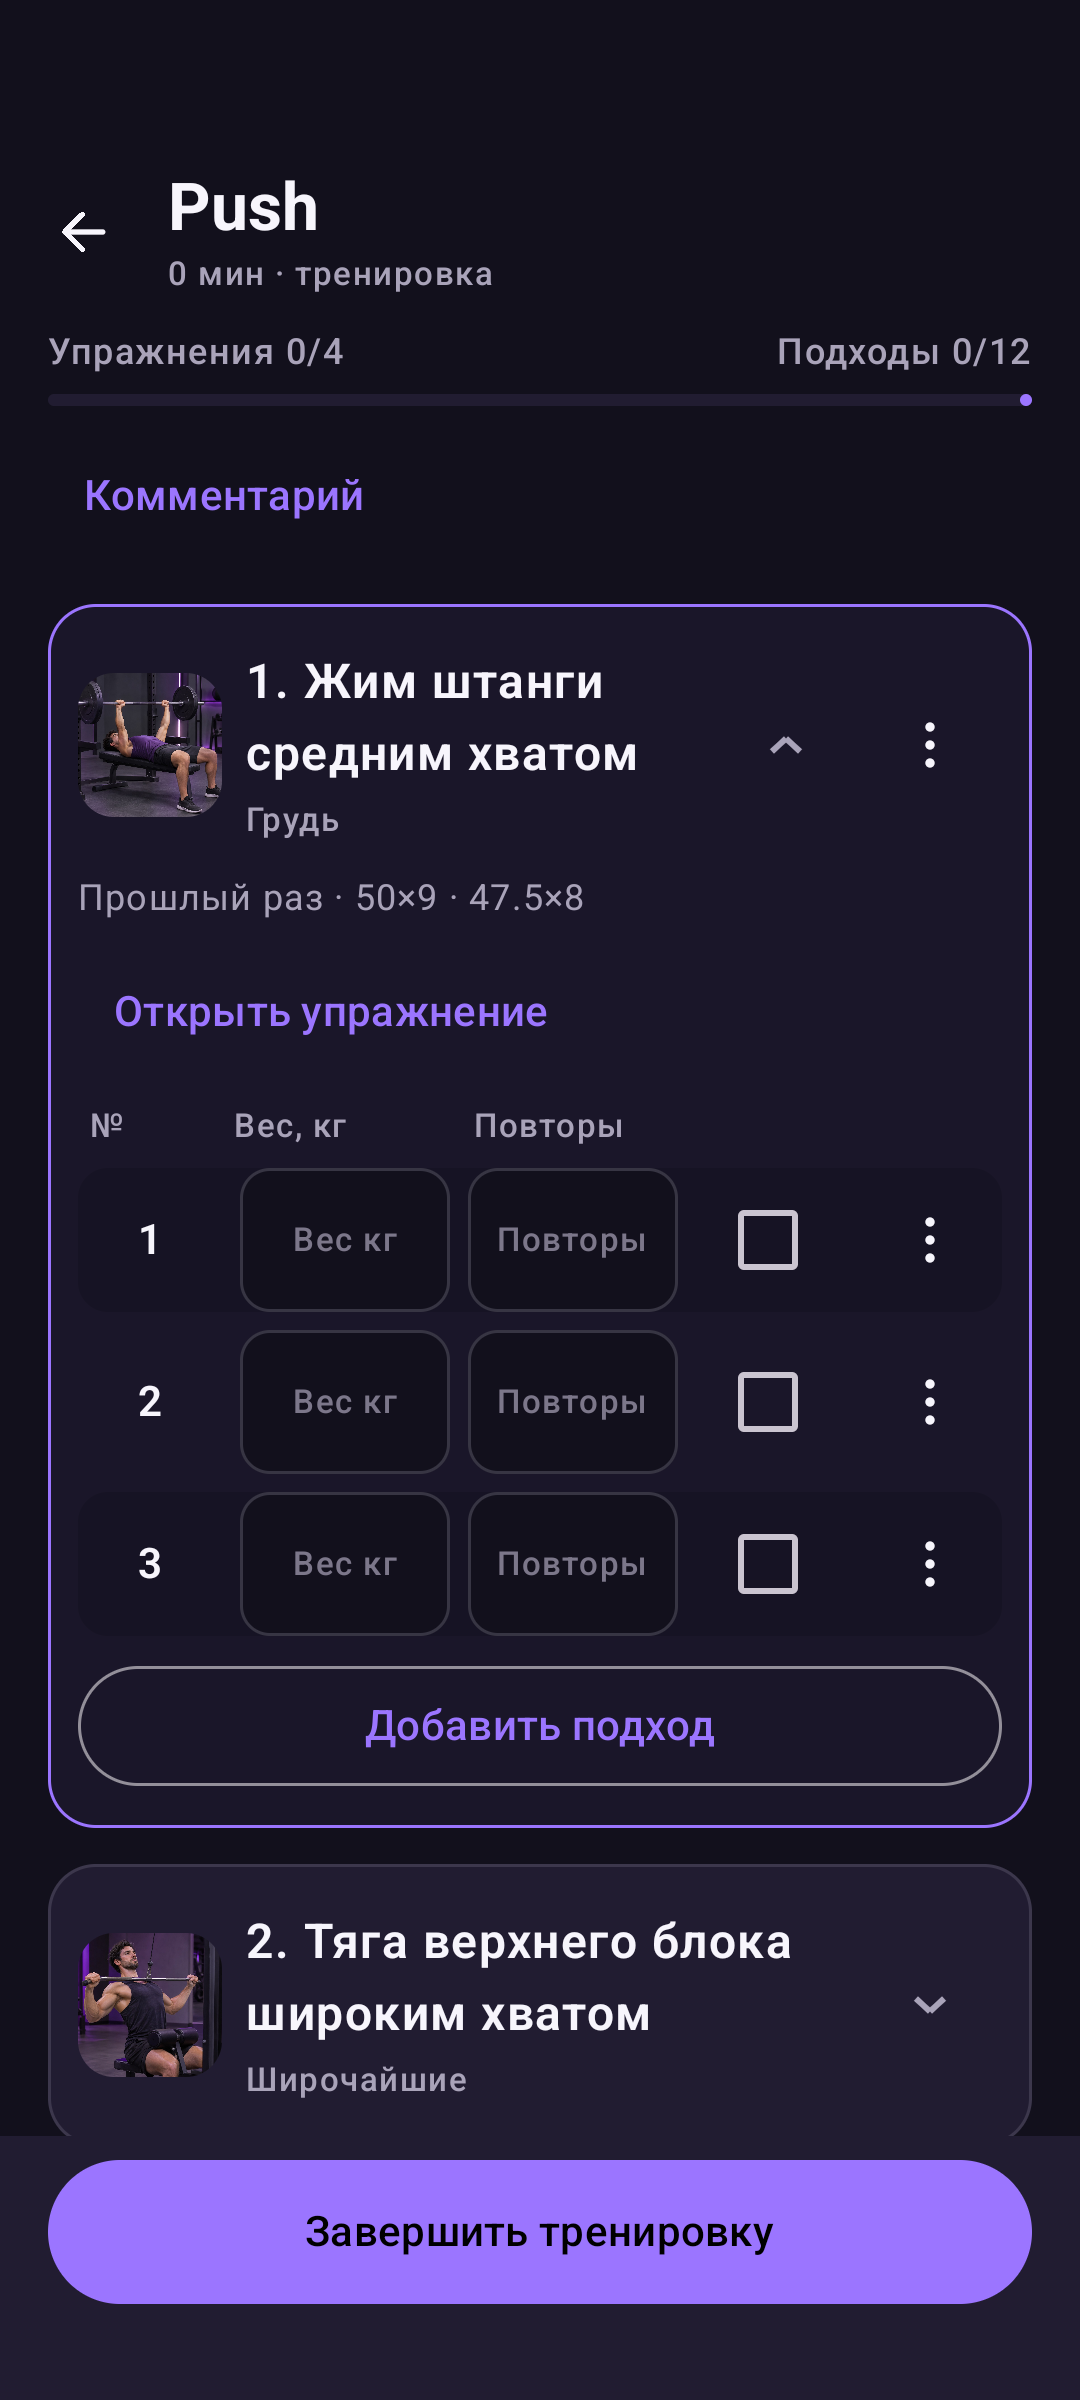 Push
0 мин · тренировка
Упражнения 0/4
Подходы 0/12
Комментарий
1. Жим штанги
средним хватом
Грудь
Прошлый раз · 50×9 · 47.5×8
Открыть упражнение
№ Вес, кг Повторы
1 Вес кг Повторы
2 Вес кг Повторы
3 Вес кг Повторы
Добавить подход
2. Тяга верхнего блока
широким хватом
Широчайшие
Завершить тренировку